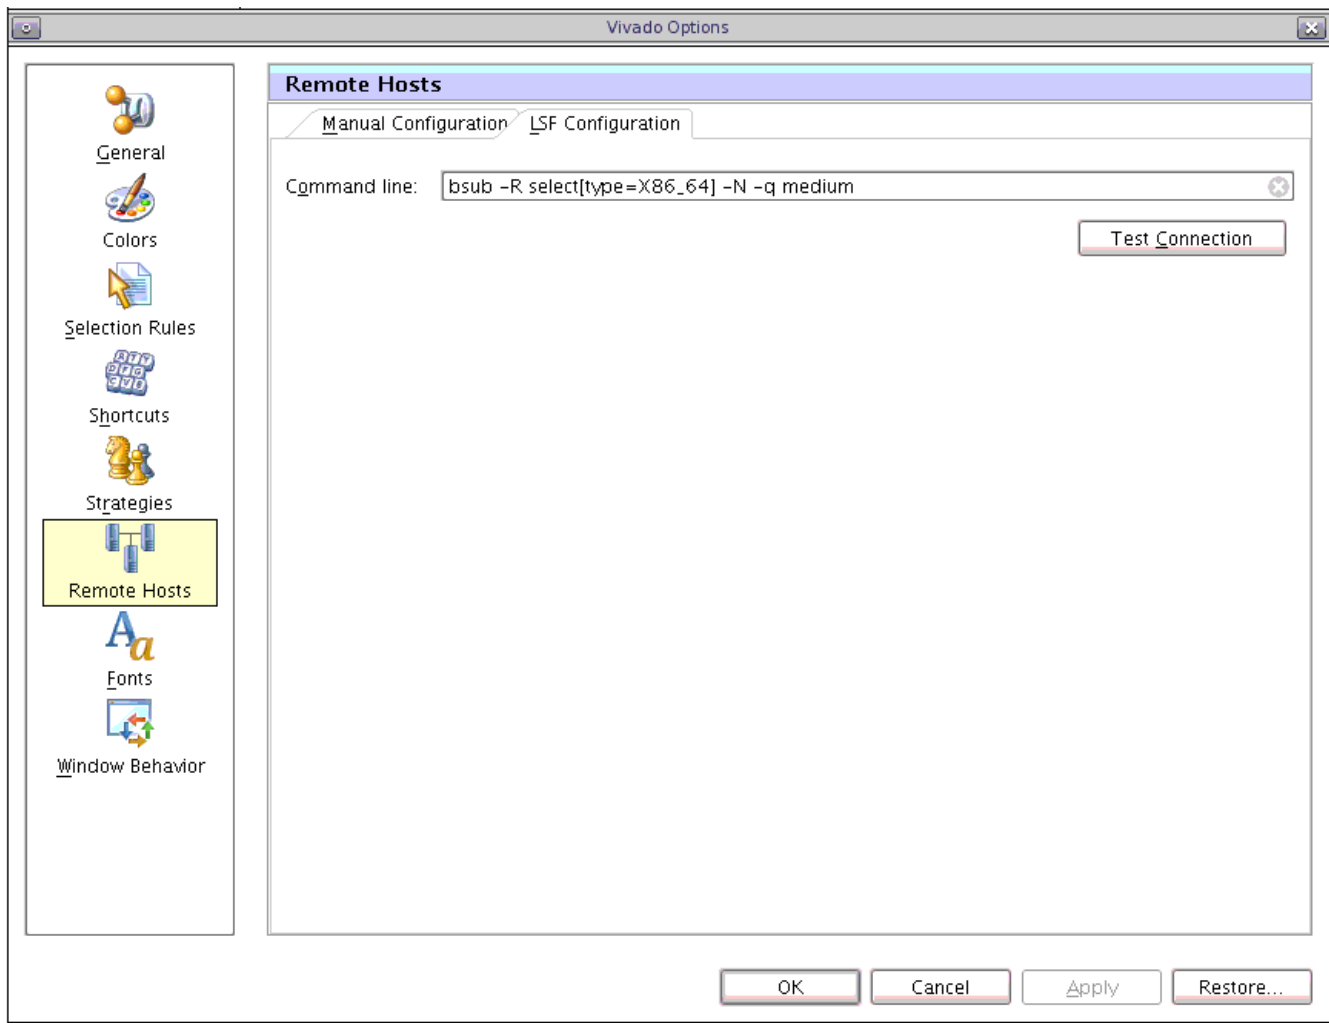 Vivado Options
General
Colors
Selection Rules
Shortcuts
Strategies
Remote Hosts
Fonts
Window Behavior
Remote Hosts
Manual Configuration
LSF Configuration
Command line: bsub -R select[type=X86_64] -N -q medium
Test Connection
OK Cancel Apply Restore...